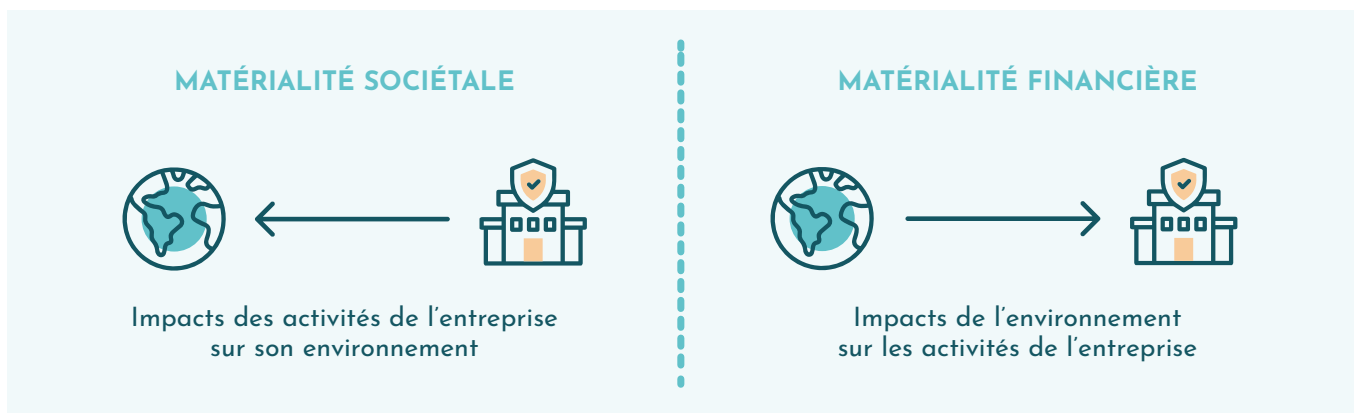 MATÉRIALITÉ SOCIÉTALE
Impacts des activités de l'entreprise
sur son environnement
MATÉRIALITÉ FINANCIÈRE
Impacts de l'environnement
sur les activités de l'entreprise